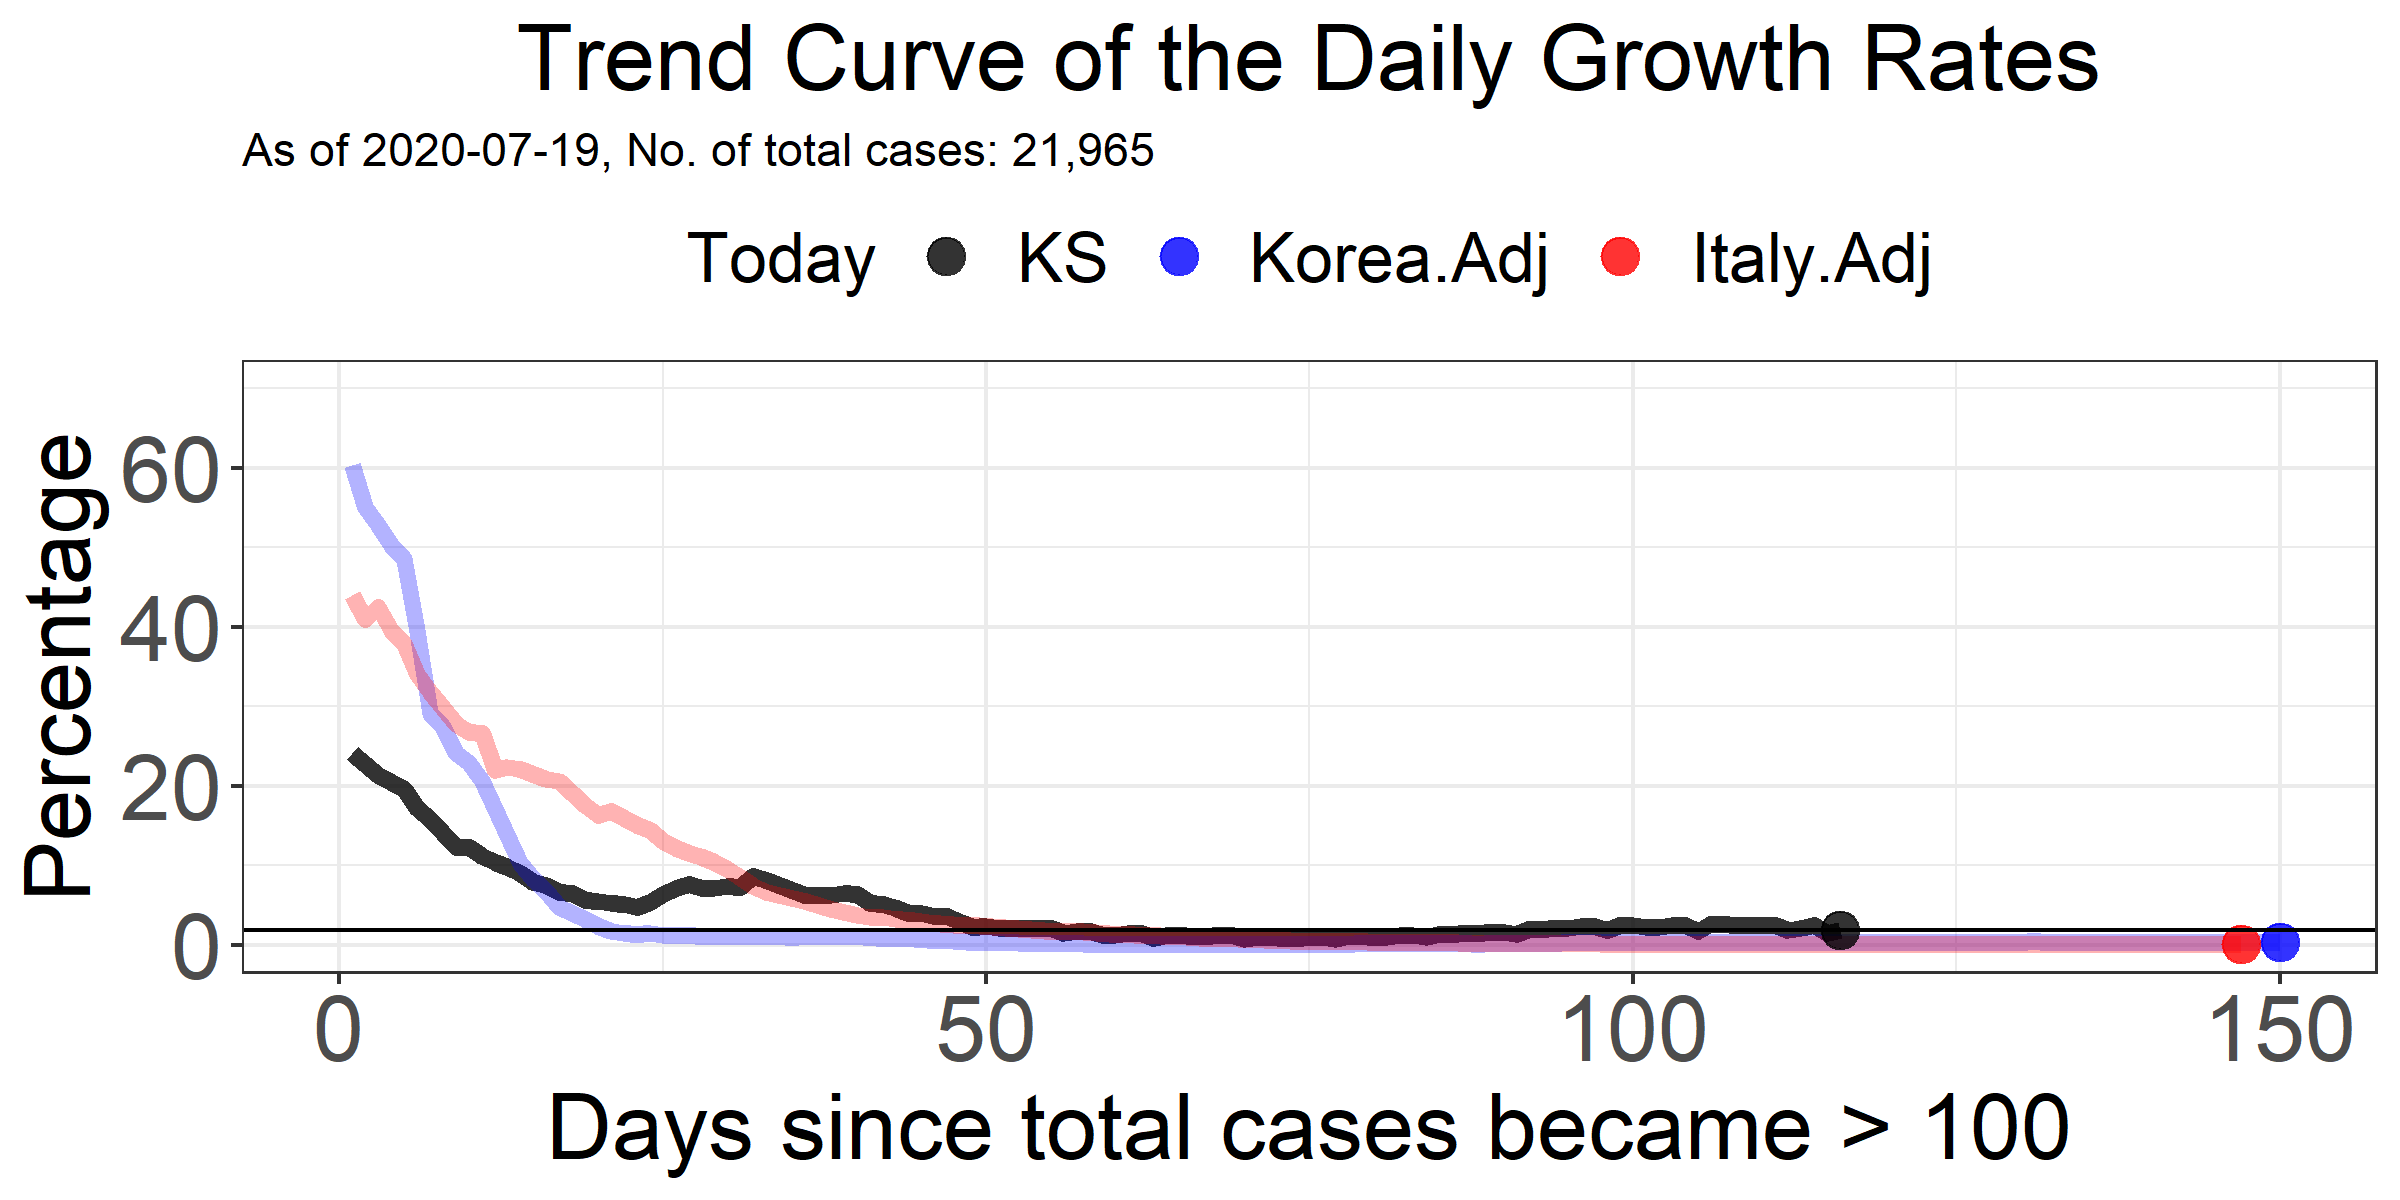 Trend Curve of the Daily Growth Rates
As of 2020-07-19, No. of total cases: 21,965
Today KS Korea.Adj Italy.Adj
Percentage
60
40
20
0
0 50 100 150
Days since total cases became > 100